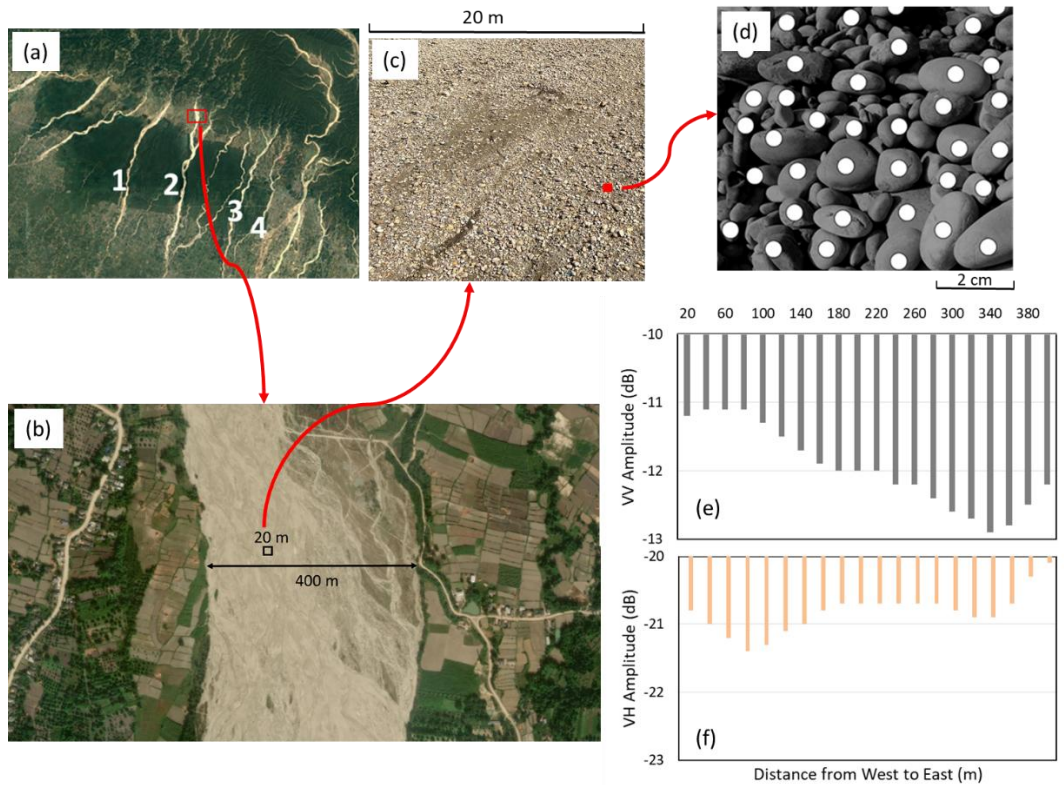 20 m
(a)
(c)
(d)
1
2
3
4
2 cm
20 60 100 140 180 220 260 300 340 380
-10
-11
-12
-13
VV Amplitude (dB)
(e)
(b)
20 m
400 m
-20
-21
-22
-23
VH Amplitude (dB)
(f)
Distance from West to East (m)